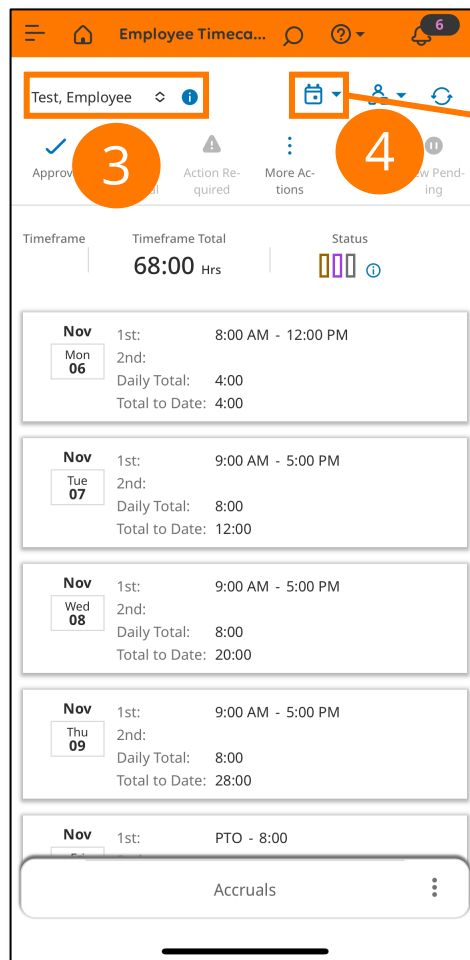 Employee Timeca...
6
Test, Employee
3
4
Approv
al
Action Re-
quired
More Ac-
tions
w Pend-
ing
Timeframe
Timeframe Total
68:00 Hrs
Status
Nov
Mon
06
1st: 8:00 AM - 12:00 PM
2nd:
Daily Total: 4:00
Total to Date: 4:00
Nov
Tue
07
1st: 9:00 AM - 5:00 PM
2nd:
Daily Total: 8:00
Total to Date: 12:00
Nov
Wed
08
1st: 9:00 AM - 5:00 PM
2nd:
Daily Total: 8:00
Total to Date: 20:00
Nov
Thu
09
1st: 9:00 AM - 5:00 PM
2nd:
Daily Total: 8:00
Total to Date: 28:00
Nov
1st: PTO - 8:00
Accruals